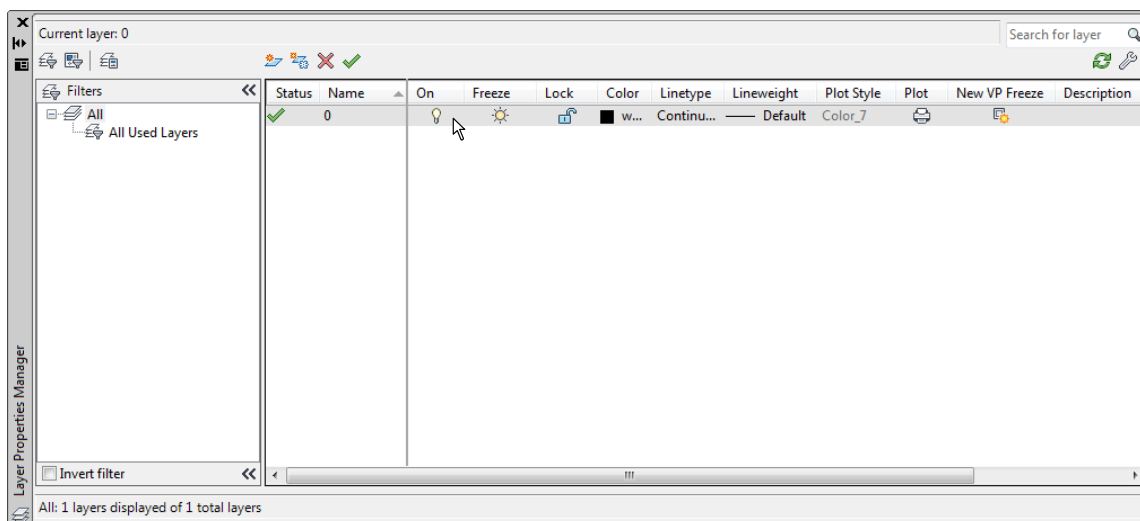 Current layer: 0
Search for layer
Filters
All
All Used Layers
Status Name On Freeze Lock Color Linetype Lineweight Plot Style Plot New VP Freeze Description
0 w... Continu... Default Color_7
Layer Properties Manager
Invert filter
All: 1 layers displayed of 1 total layers